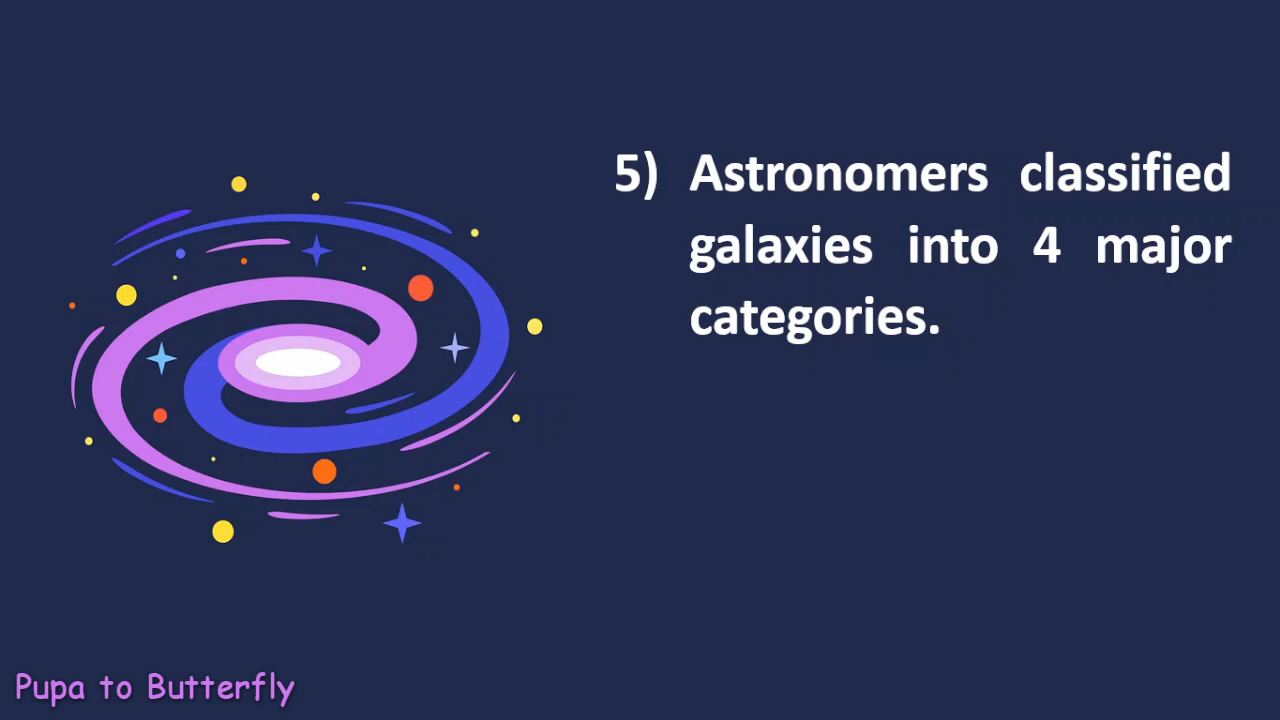 5) Astronomers classified
galaxies into 4 major
categories.
Pupa to Butterfly